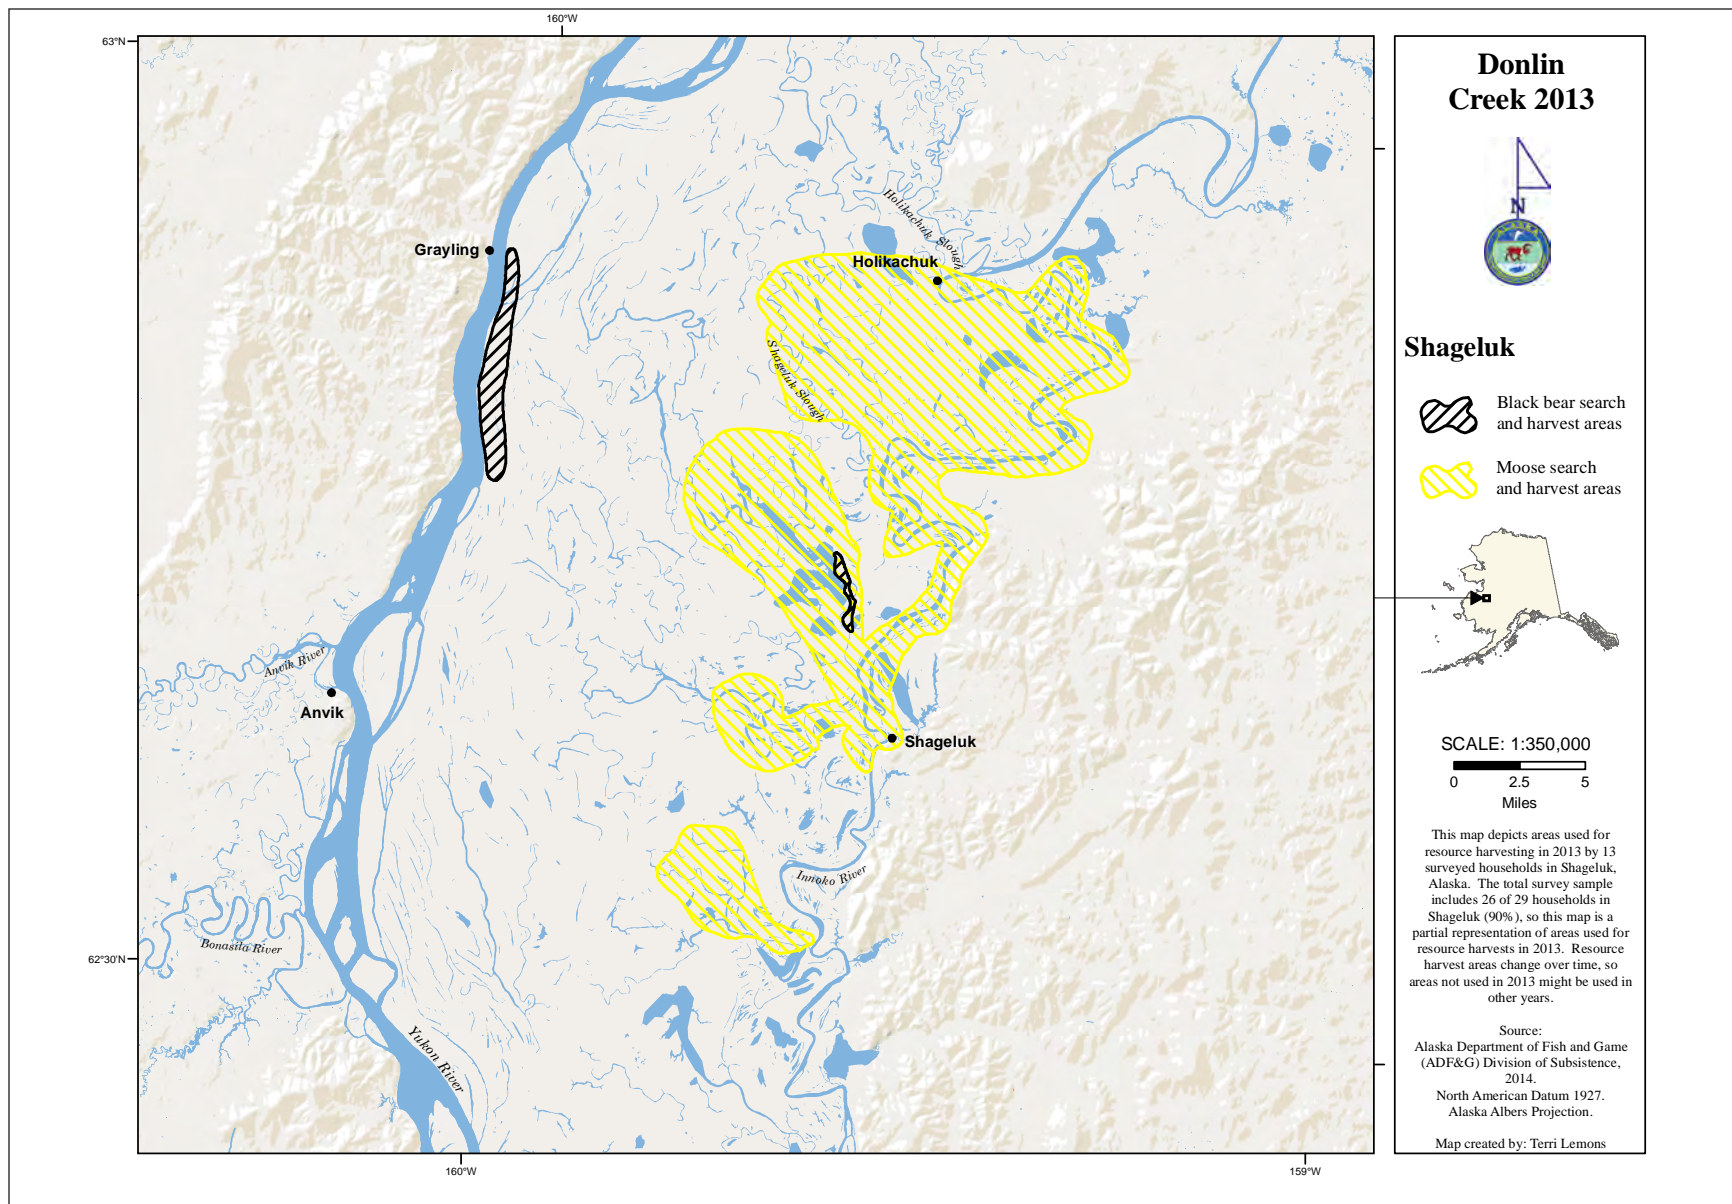 160°W
63°N
Holikachuk Slough
Grayling
Holikachuk
Shageluk Slough
Anvik River
Anvik
Shageluk
Innoko River
Bonasila River
62°30'N
Yukon River
160°W
159°W
Donlin
Creek 2013
N
ALASKA
Shageluk
Black bear search
and harvest areas
Moose search
and harvest areas
SCALE: 1:350,000
0 2.5 5
Miles
This map depicts areas used for
resource harvesting in 2013 by 13
surveyed households in Shageluk,
Alaska. The total survey sample
includes 26 of 29 households in
Shageluk (90%), so this map is a
partial representation of areas used for
resource harvests in 2013. Resource
harvest areas change over time, so
areas not used in 2013 might be used in
other years.
Source:
Alaska Department of Fish and Game
(ADF&G) Division of Subsistence,
2014.
North American Datum 1927.
Alaska Albers Projection.
Map created by: Terri Lemons